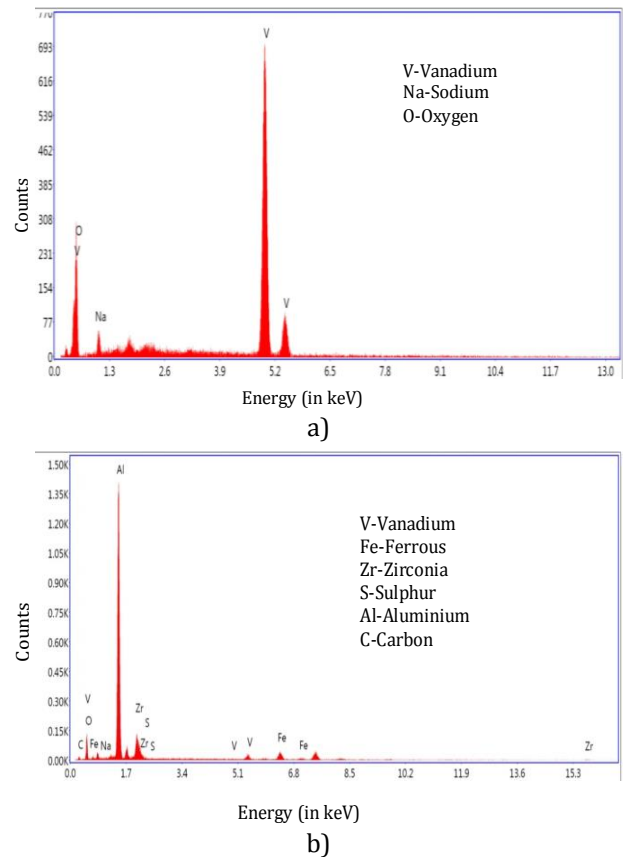 770
693
616
539
462
385
308
231
154
77
0
Counts
V
O
V
Na
V
V-Vanadium
Na-Sodium
O-Oxygen
0.0 1.3 2.6 3.9 5.2 6.5 7.8 9.1 10.4 11.7 13.0
Energy (in keV)
a)
1.50K
1.35K
1.20K
1.05K
0.90K
0.75K
0.60K
0.45K
0.30K
0.15K
0.00K
Counts
Al
V
O
C Fe Na
Zr
S
Zr S
V V
Fe
Fe
Zr
V-Vanadium
Fe-Ferrous
Zr-Zirconia
S-Sulphur
Al-Aluminium
C-Carbon
0.0 1.7 3.4 5.1 6.8 8.5 10.2 11.9 13.6 15.3
Energy (in keV)
b)